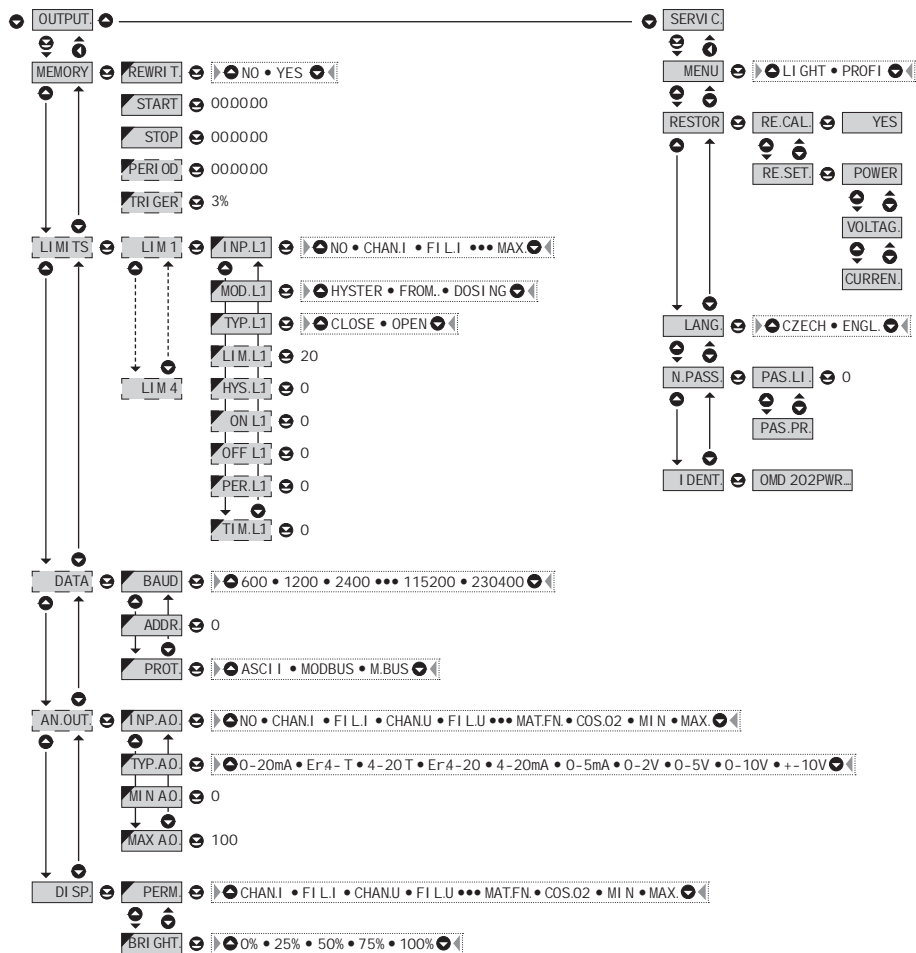 OUTPUT.
MEMORY
REWRIT.
NO • YES
START
00.00.00
STOP
00.00.00
PERIOD
00.00.00
TRIGER
3%
LIMITS
LIM 1
INP.L1
NO • CHAN.I • FIL.I ••• MAX.
MOD.L1
HYSTER • FROM.. • DOSING
TYP.L1
CLOSE • OPEN
LIM.L1
20
LIM 4
HYS.L1
0
ON L1
0
OFF L1
0
PER.L1
0
TIM.L1
0
DATA
BAUD
600 • 1200 • 2400 ••• 115200 • 230400
ADDR.
0
PROT.
ASCII • MODBUS • M.BUS
AN.OUT.
INP.A.O.
NO • CHAN.I • FIL.I • CHAN.U • FIL.U ••• MAT.FN. • COS.02 • MIN • MAX.
TYP.A.O.
0-20mA • Er4-T • 4-20 T • Er4-20 • 4-20mA • 0-5mA • 0-2V • 0-5V • 0-10V • +-10V
MIN A.O.
0
MAX A.O.
100
DISP.
PERM.
CHAN.I • FIL.I • CHAN.U • FIL.U ••• MAT.FN. • COS.02 • MIN • MAX.
BRIGHT.
0% • 25% • 50% • 75% • 100%
SERVIC.
MENU
LIGHT • PROFI
RESTOR
RE.CAL.
YES
RE.SET.
POWER
VOLTAG.
CURREN.
LANG.
CZECH • ENGL.
N.PASS.
PAS.LI.
0
PAS.PR.
IDENT.
OMD 202PWR...